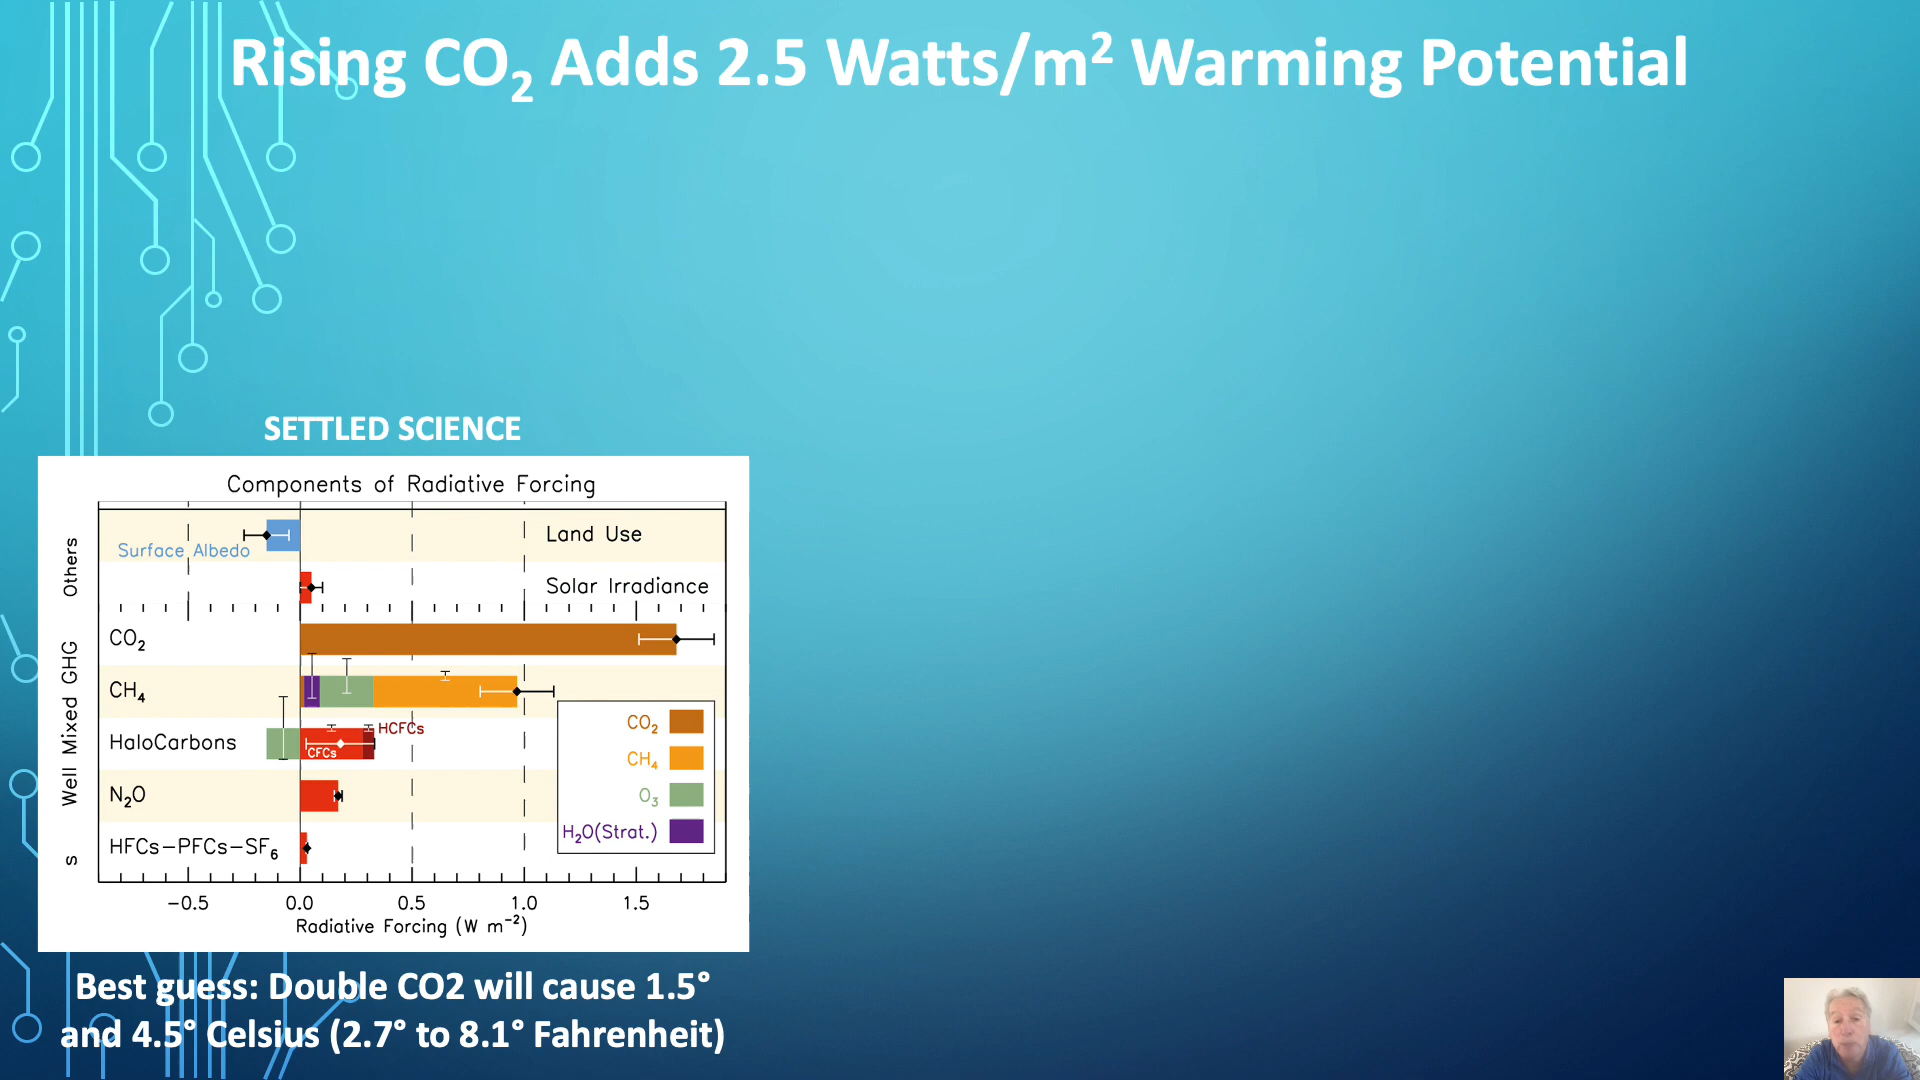 Rising CO₂ Adds 2.5 Watts/m² Warming Potential
SETTLED SCIENCE
Components of Radiative Forcing
Others
Surface Albedo
Land Use
Solar Irradiance
Well Mixed GHG
s
CO₂
CH₄
HaloCarbons
CFCs
HCFCs
N₂O
HFCs-PFCs-SF₆
CO₂
CH₄
O₃
H₂O(Strat.)
-0.5 0.0 0.5 1.0 1.5
Radiative Forcing (W m⁻²)
Best guess: Double CO2 will cause 1.5°
and 4.5° Celsius (2.7° to 8.1° Fahrenheit)